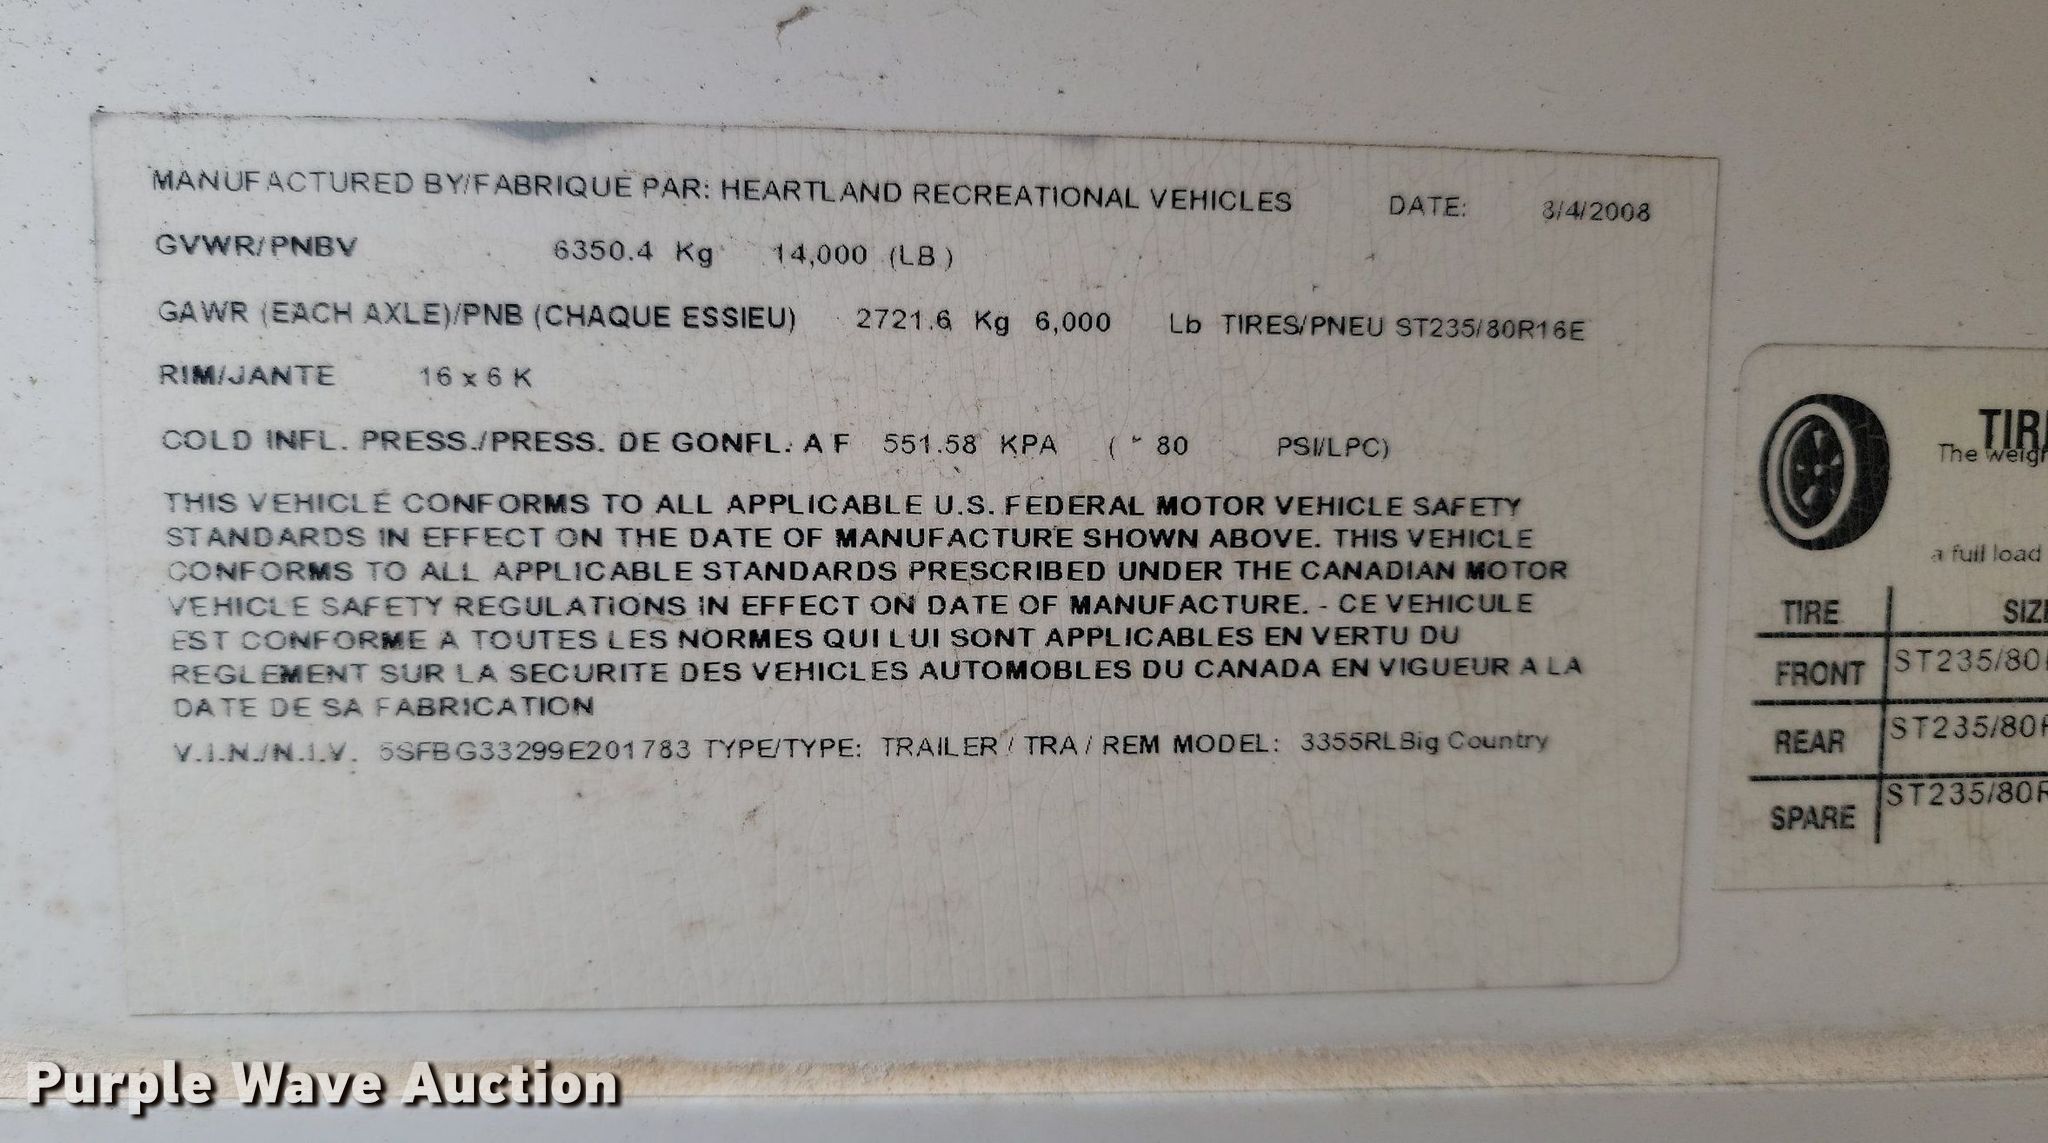 MANUFACTURED BY/FABRIQUE PAR: HEARTLAND RECREATIONAL VEHICLES DATE: 8/4/2008
GVWR/PNBV 6350.4 Kg 14,000 (LB)
GAWR (EACH AXLE)/PNB (CHAQUE ESSIEU) 2721.6 Kg 6,000 Lb TIRES/PNEU ST235/80R16E
RIM/JANTE 16 x 6 K
COLD INFL. PRESS./PRESS. DE GONFL. A F 551.58 KPA ( 80 PSI/LPC)
THIS VEHICLE CONFORMS TO ALL APPLICABLE U.S. FEDERAL MOTOR VEHICLE SAFETY
STANDARDS IN EFFECT ON THE DATE OF MANUFACTURE SHOWN ABOVE. THIS VEHICLE
CONFORMS TO ALL APPLICABLE STANDARDS PRESCRIBED UNDER THE CANADIAN MOTOR
VEHICLE SAFETY REGULATIONS IN EFFECT ON DATE OF MANUFACTURE. - CE VEHICULE
EST CONFORME A TOUTES LES NORMES QUI LUI SONT APPLICABLES EN VERTU DU
REGLEMENT SUR LA SECURITE DES VEHICLES AUTOMOBLES DU CANADA EN VIGUEUR A LA
DATE DE SA FABRICATION
V.I.N./N.I.V. 5SFBG33299E201783 TYPE/TYPE: TRAILER / TRA / REM MODEL: 3355RLBig Country
The
a full load
TIRE
FRONT ST235/80
REAR ST235/80R
SPARE ST235/80R
Purple Wave Auction